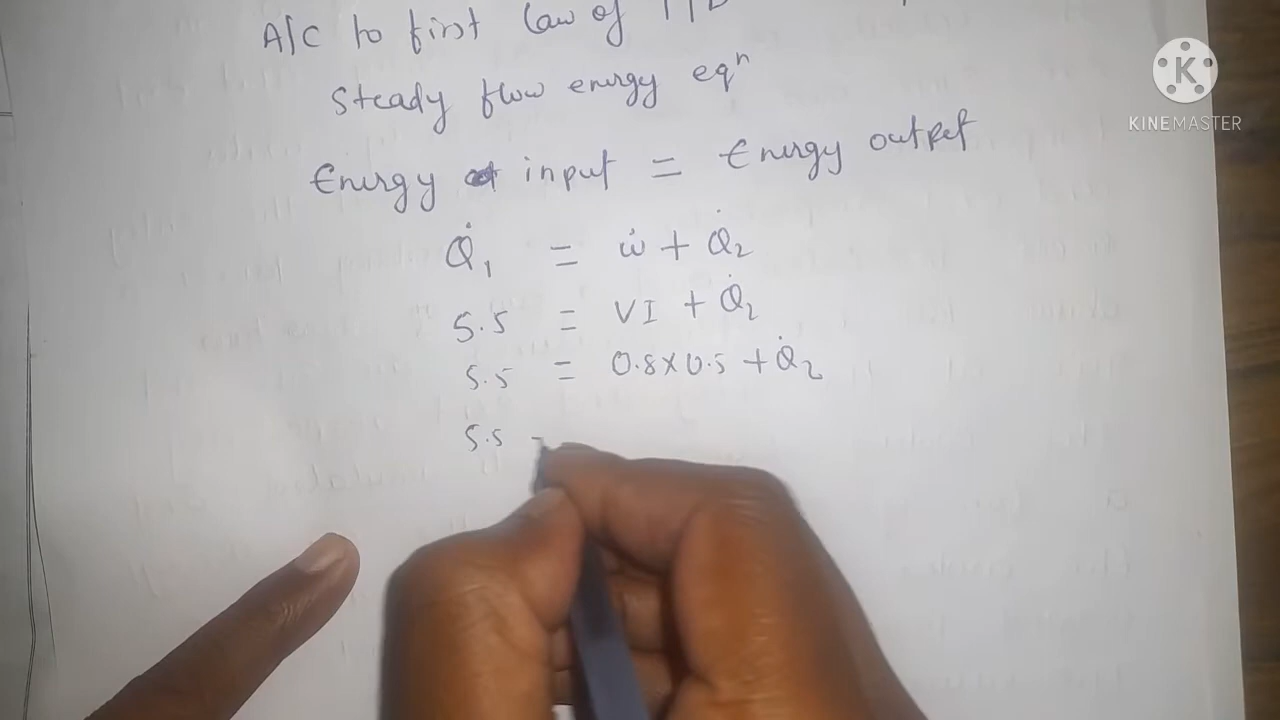 A/C to first law of T/D
Steady flow energy eqn
K
KINEMASTER
Energy input = Energy output
Q̇1 = ẇ + Q̇2
5.5 = VI + Q̇2
5.5 = 0.8×0.5 + Q̇2
5.5 -